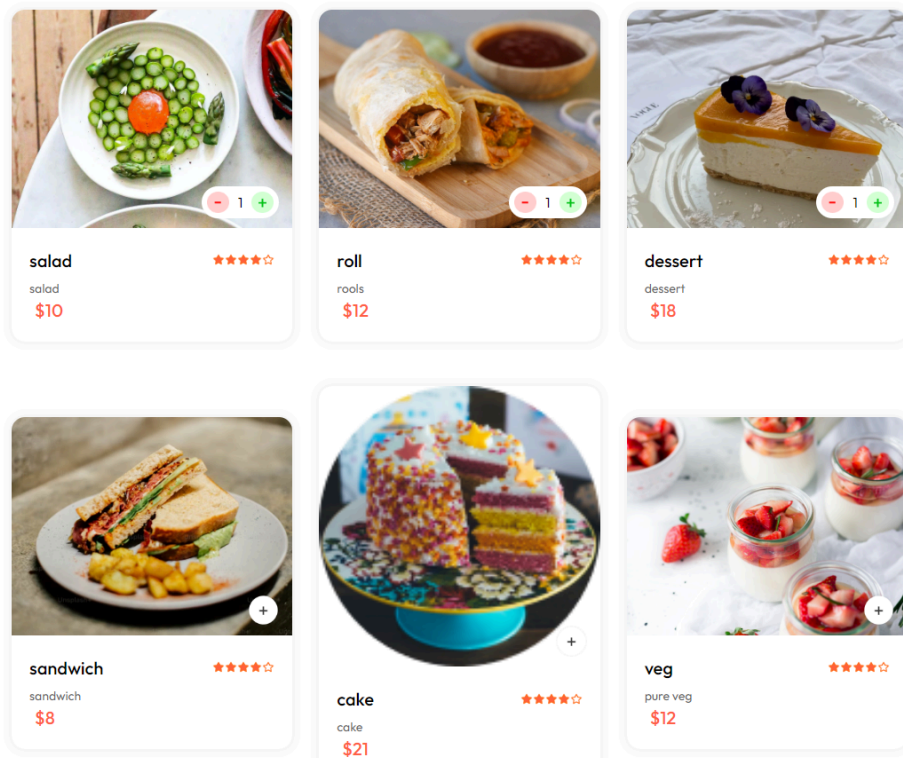 VOGUE
- 1 +
- 1 +
- 1 +
salad
salad
$10
roll
rools
$12
dessert
dessert
$18
+
+
+
sandwich
sandwich
$8
cake
cake
$21
veg
pure veg
$12